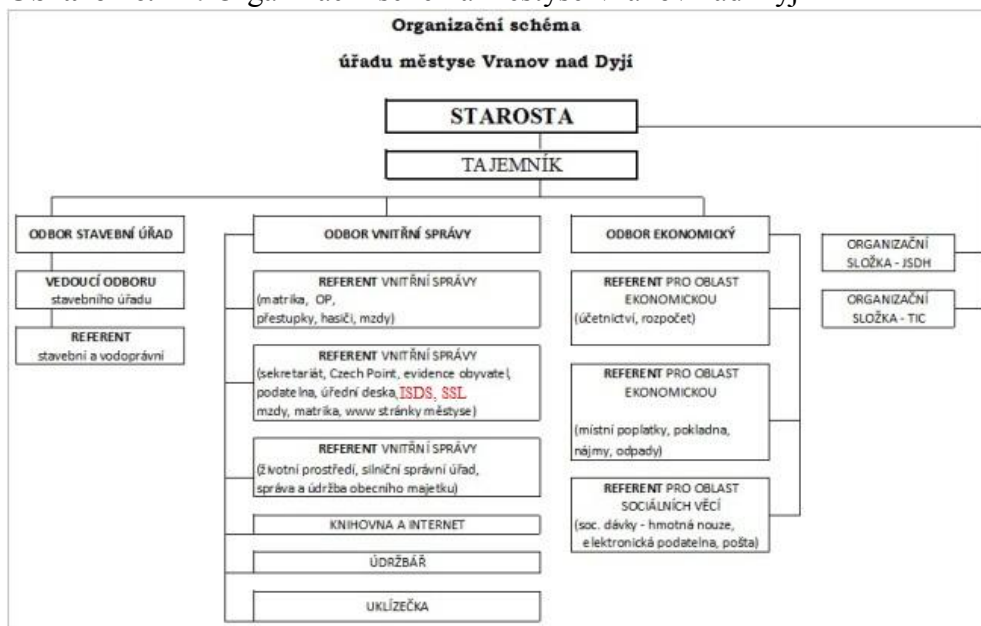 Organizační schéma
úřadu městyse Vranov nad Dyjí
STAROSTA
TAJEMNÍK
ODBOR STAVEBNÍ ÚŘAD
VEDOUCÍ ODBORU
stavebního úřadu
REFERENT
stavební a vodoprávní
ODBOR VNITŘNÍ SPRÁVY
REFERENT VNITŘNÍ SPRÁVY
(matrika, OP,
přestupky, hasiči, mzdy)
REFERENT VNITŘNÍ SPRÁVY
(sekretariát, Czech Point, evidence obyvatel,
podatelna, úřední deska, ISDS, SSL
mzdy, matrika, www stránky městyse)
REFERENT VNITŘNÍ SPRÁVY
(životní prostředí, silniční správní úřad,
správa a údržba obecního majetku)
KNIHOVNA A INTERNET
ÚDRŽBÁŘ
UKLÍZEČKA
ODBOR EKONOMICKÝ
REFERENT PRO OBLAST
EKONOMICKOU
(účetnictví, rozpočet)
REFERENT PRO OBLAST
EKONOMICKOU
(místní poplatky, pokladna,
nájmy, odpady)
REFERENT PRO OBLAST
SOCIÁLNÍCH VĚCÍ
(soc. dávky - hmotná nouze,
elektronická podatelna, pošta)
ORGANIZAČNÍ
SLOŽKA - JSDH
ORGANIZAČNÍ
SLOŽKA - TIC